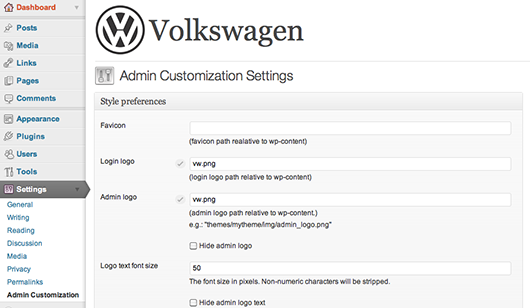 Dashboard
Posts
Media
Links
Pages
Comments
Appearance
Plugins
Users
Tools
Settings
General
Writing
Reading
Discussion
Media
Privacy
Permalinks
Admin Customization
Volkswagen
Admin Customization Settings
Style preferences
Favicon
(favicon path realative to wp-content)
Login logo
vw.png
(login logo path relative to wp-content)
Admin logo
vw.png
(admin logo path relative to wp-content.)
e.g.: "themes/mytheme/img/admin_logo.png"
Hide admin logo
Logo text font size
50
The font size in pixels. Non-numeric characters will be stripped.
Hide admin logo text